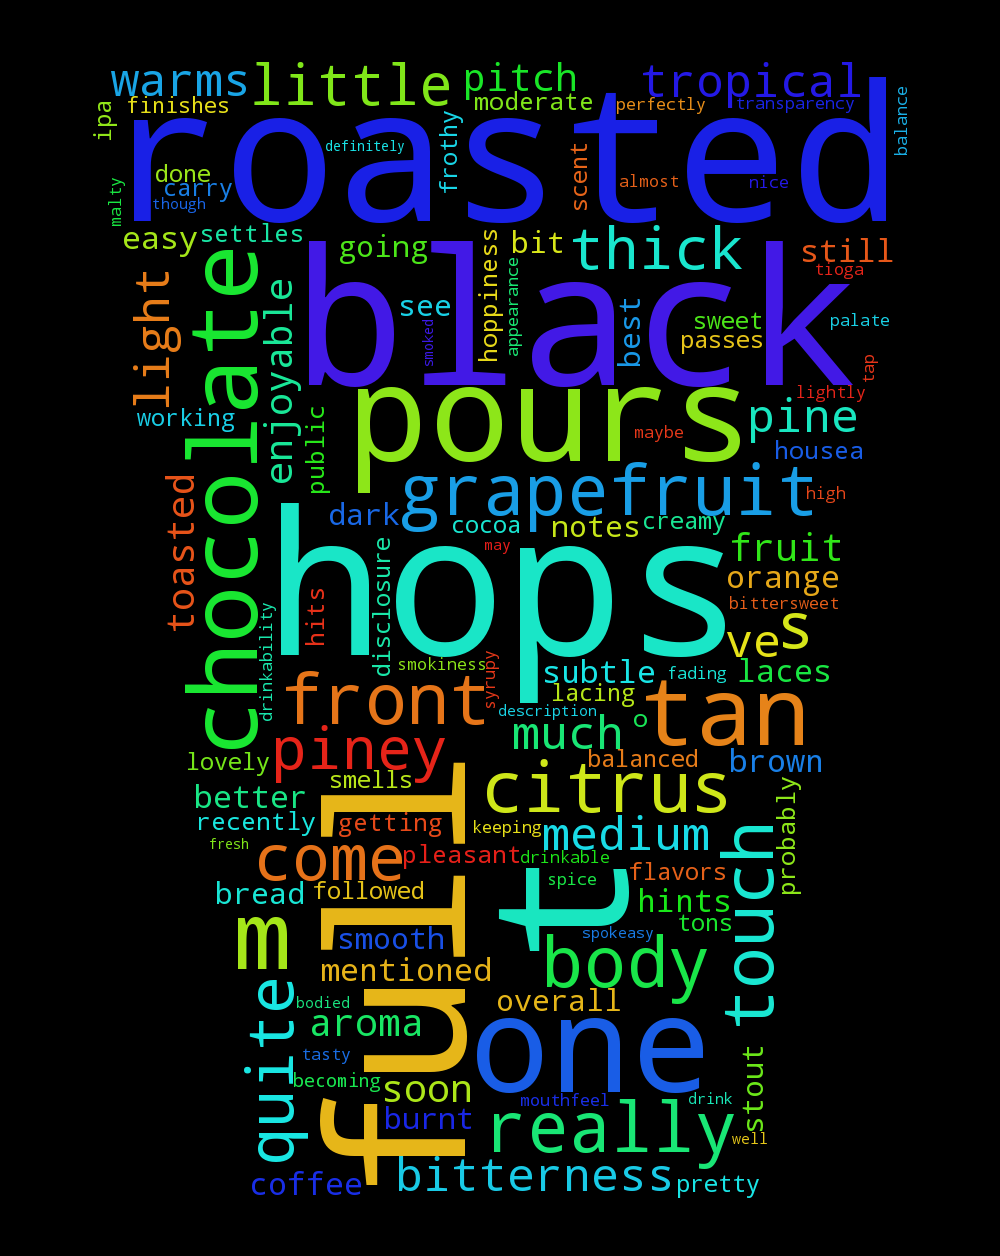 warms little pitch tropical
ipa finishes moderate perfectly transparency balance
roasted
definitely frothy scent
done carry almost nice
malty though
easy settles going hoppiness bit thick still
tioga
light chocolate enjoyable see appearance best sweet palate
smoked passes
black
tap
lightly
working public pours maybe pine
housea
toasted grapefruit high
dark cocoa notes creamy
may fruit
hops
disclosure orange
hits bittersweet
drinkability ve s
smokiness syrupy subtle fading laces
front lacing tan
description much o
piney balanced brown
lovely smells citrus probably
better
recently getting keeping medium touch
fresh come pleasant drinkable
spice flavors
bread followed full t hints
m tons
smooth spokeasy
mentioned body
quite bodied overall
aroma one
tasty
becoming soon stout
mouthfeel drink
burnt really well
coffee bitterness pretty